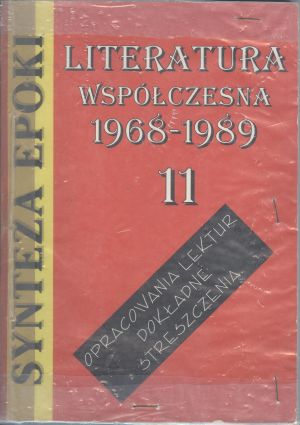 SYNTEZA EPOKI
LITERATURA
WSPÓŁCZESNA
1968-1989
11
OPRACOWANIA LEKTUR
DOKŁADNE
STRESZCZENIA